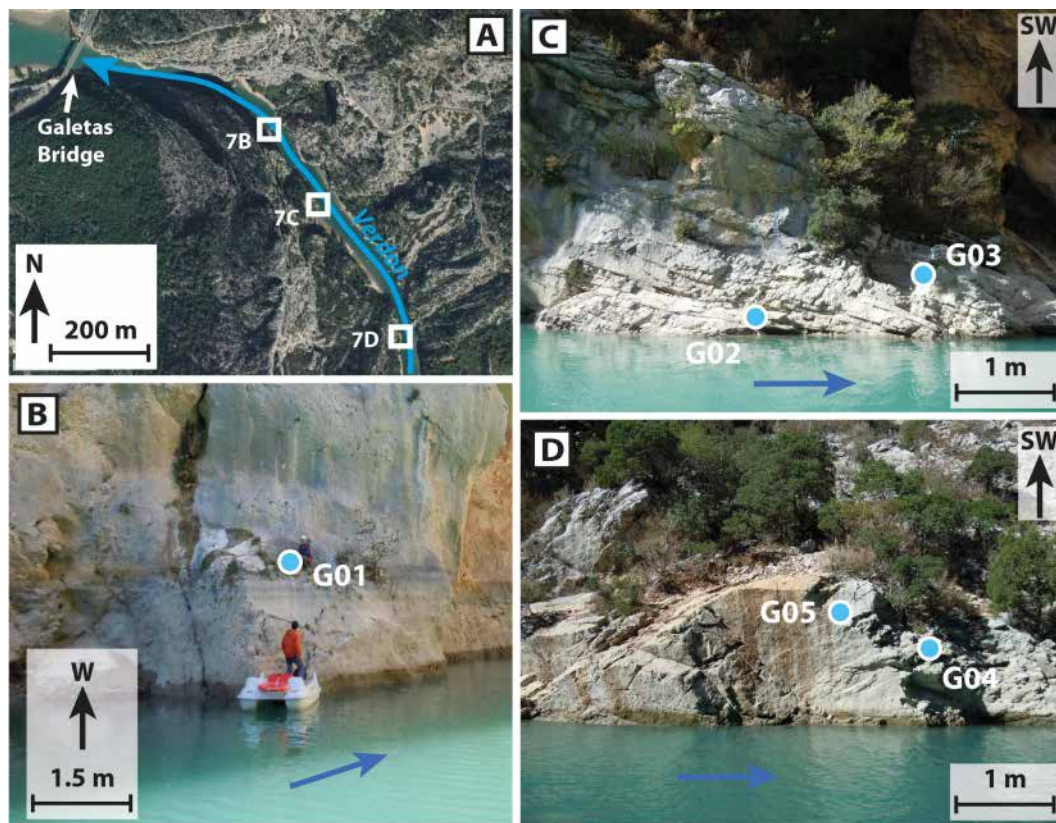 A
Galetas
Bridge
7B
7C
7D
Verdon
N
200 m
B
G01
W
1.5 m
C
SW
G03
G02
1 m
D
SW
G05
G04
1 m